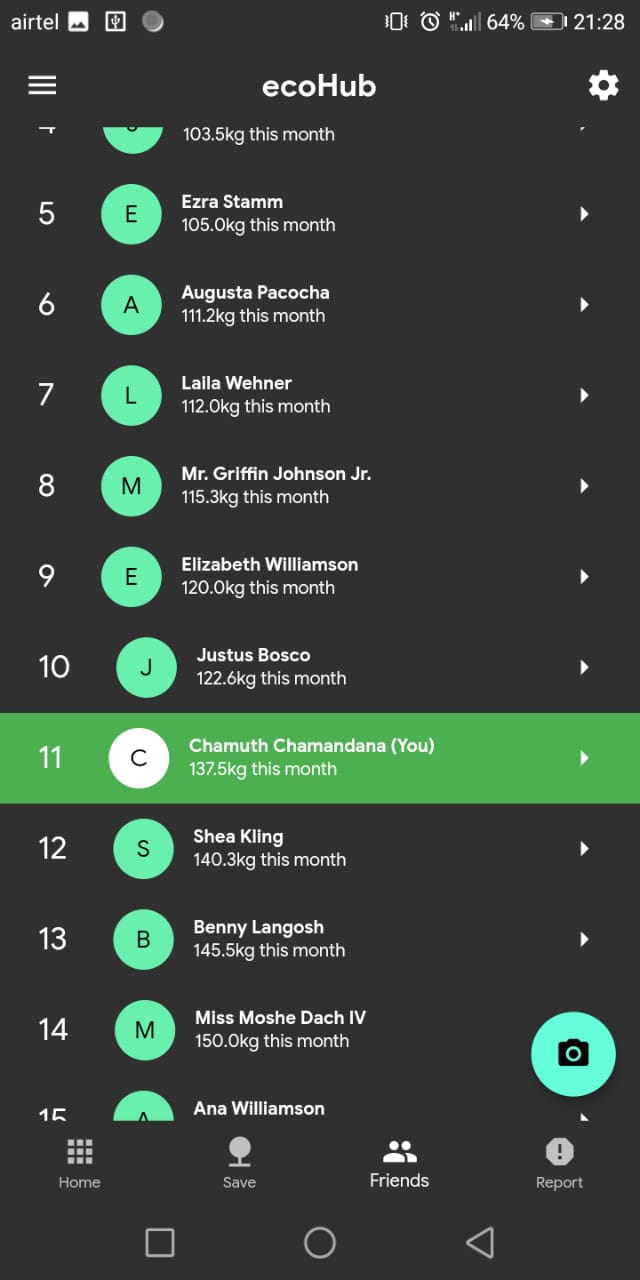 airtel
H+
64%
21:28
ecoHub
103.5kg this month
5
E
Ezra Stamm
105.0kg this month
6
A
Augusta Pacocha
111.2kg this month
7
L
Laila Wehner
112.0kg this month
8
M
Mr. Griffin Johnson Jr.
115.3kg this month
9
E
Elizabeth Williamson
120.0kg this month
10
J
Justus Bosco
122.6kg this month
11
C
Chamuth Chamandana (You)
137.5kg this month
12
S
Shea Kling
140.3kg this month
13
B
Benny Langosh
145.5kg this month
14
M
Miss Moshe Dach IV
150.0kg this month
15
A
Ana Williamson
Home
Save
Friends
Report